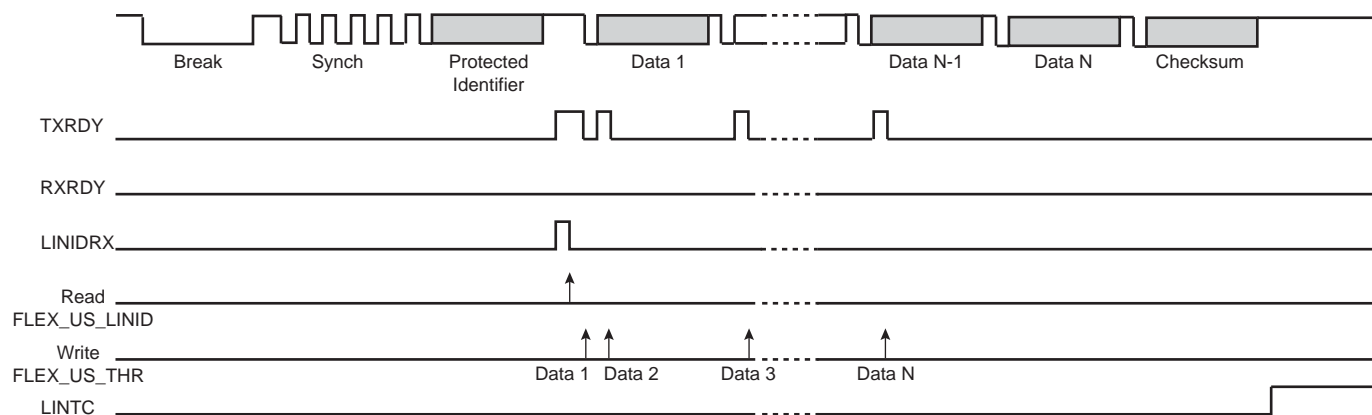 Break Synch Protected Identifier Data 1 Data N-1 Data N Checksum
TXRDY
RXRDY
LINIDRX
Read
FLEX_US_LINID
Write
FLEX_US_THR
Data 1 Data 2 Data 3 Data N
LINTC